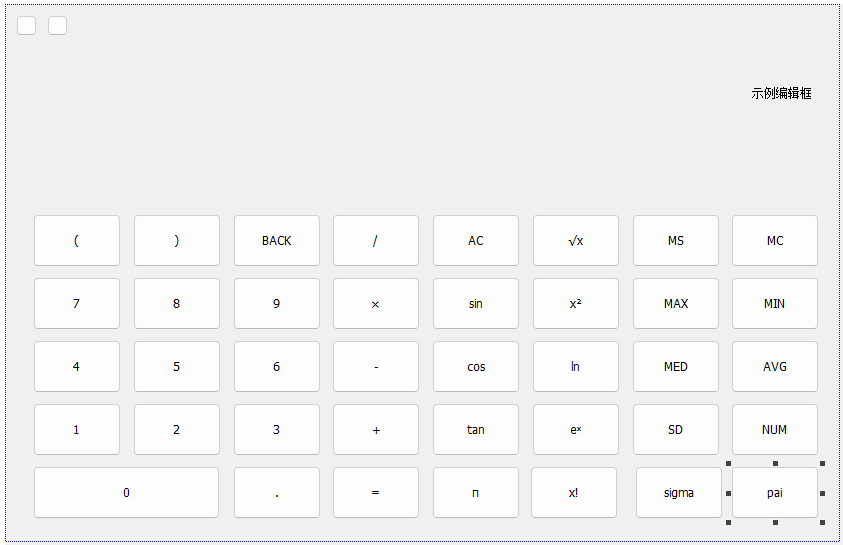 示例编辑框
( ) BACK / AC √x MS MC
7 8 9 × sin x² MAX MIN
4 5 6 - cos ln MED AVG
1 2 3 + tan eˣ SD NUM
0 . = п x! sigma pai